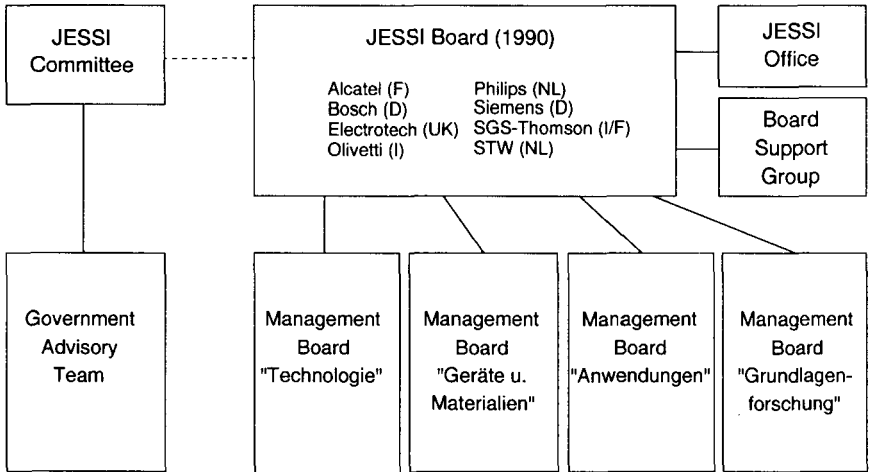 JESSI
Committee
JESSI Board (1990)
Alcatel (F)
Bosch (D)
Electrotech (UK)
Olivetti (I)
Philips (NL)
Siemens (D)
SGS-Thomson (I/F)
STW (NL)
JESSI
Office
Board
Support
Group
Government
Advisory
Team
Management
Board
"Technologie"
Management
Board
"Geräte u.
Materialien"
Management
Board
"Anwendungen"
Management
Board
"Grundlagen-
forschung"